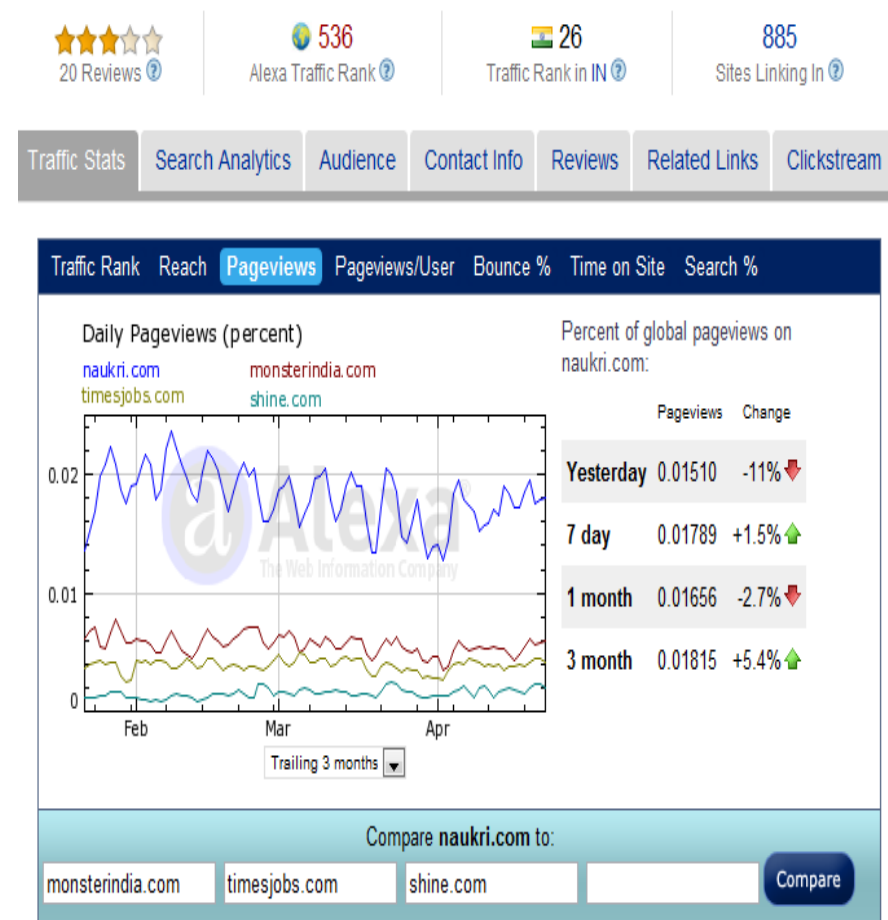 536 26 885
20 Reviews ? Alexa Traffic Rank ? Traffic Rank in IN ? Sites Linking In ?
Traffic Stats Search Analytics Audience Contact Info Reviews Related Links Clickstream
Traffic Rank Reach Pageviews Pageviews/User Bounce % Time on Site Search %
Daily Pageviews (percent)
naukri.com monsterindia.com
timesjobs.com shine.com
0.02
0.01
0
a Alexa®
The Web Information Company
Feb Mar Apr
Trailing 3 months
Percent of global pageviews on
naukri.com:
Pageviews Change
Yesterday 0.01510 -11%
7 day 0.01789 +1.5%
1 month 0.01656 -2.7%
3 month 0.01815 +5.4%
Compare naukri.com to:
monsterindia.com timesjobs.com shine.com Compare